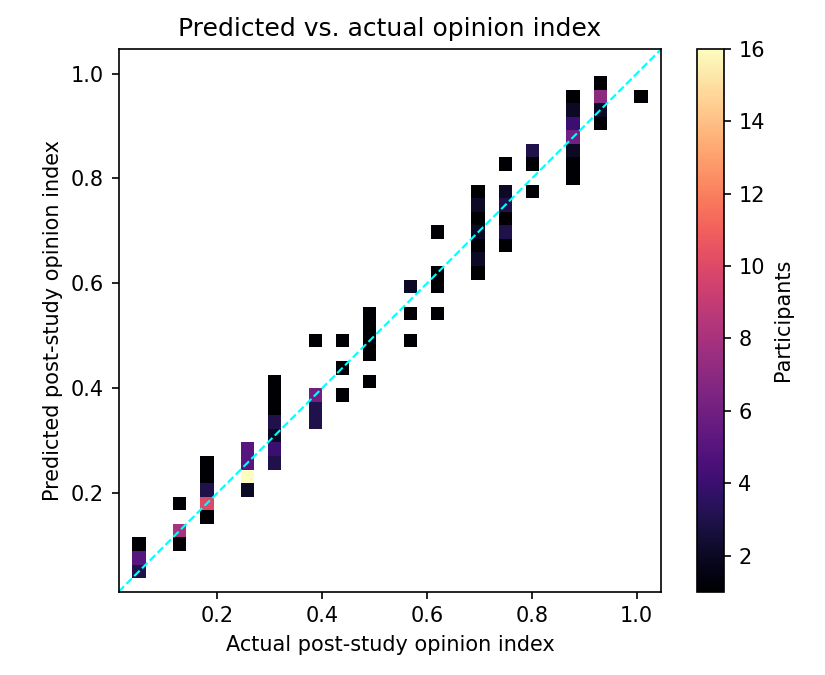 Predicted vs. actual opinion index
Predicted post-study opinion index
1.0
0.8
0.6
0.4
0.2
0.2 0.4 0.6 0.8 1.0
Actual post-study opinion index
16
14
12
10
8
6
4
2
Participants